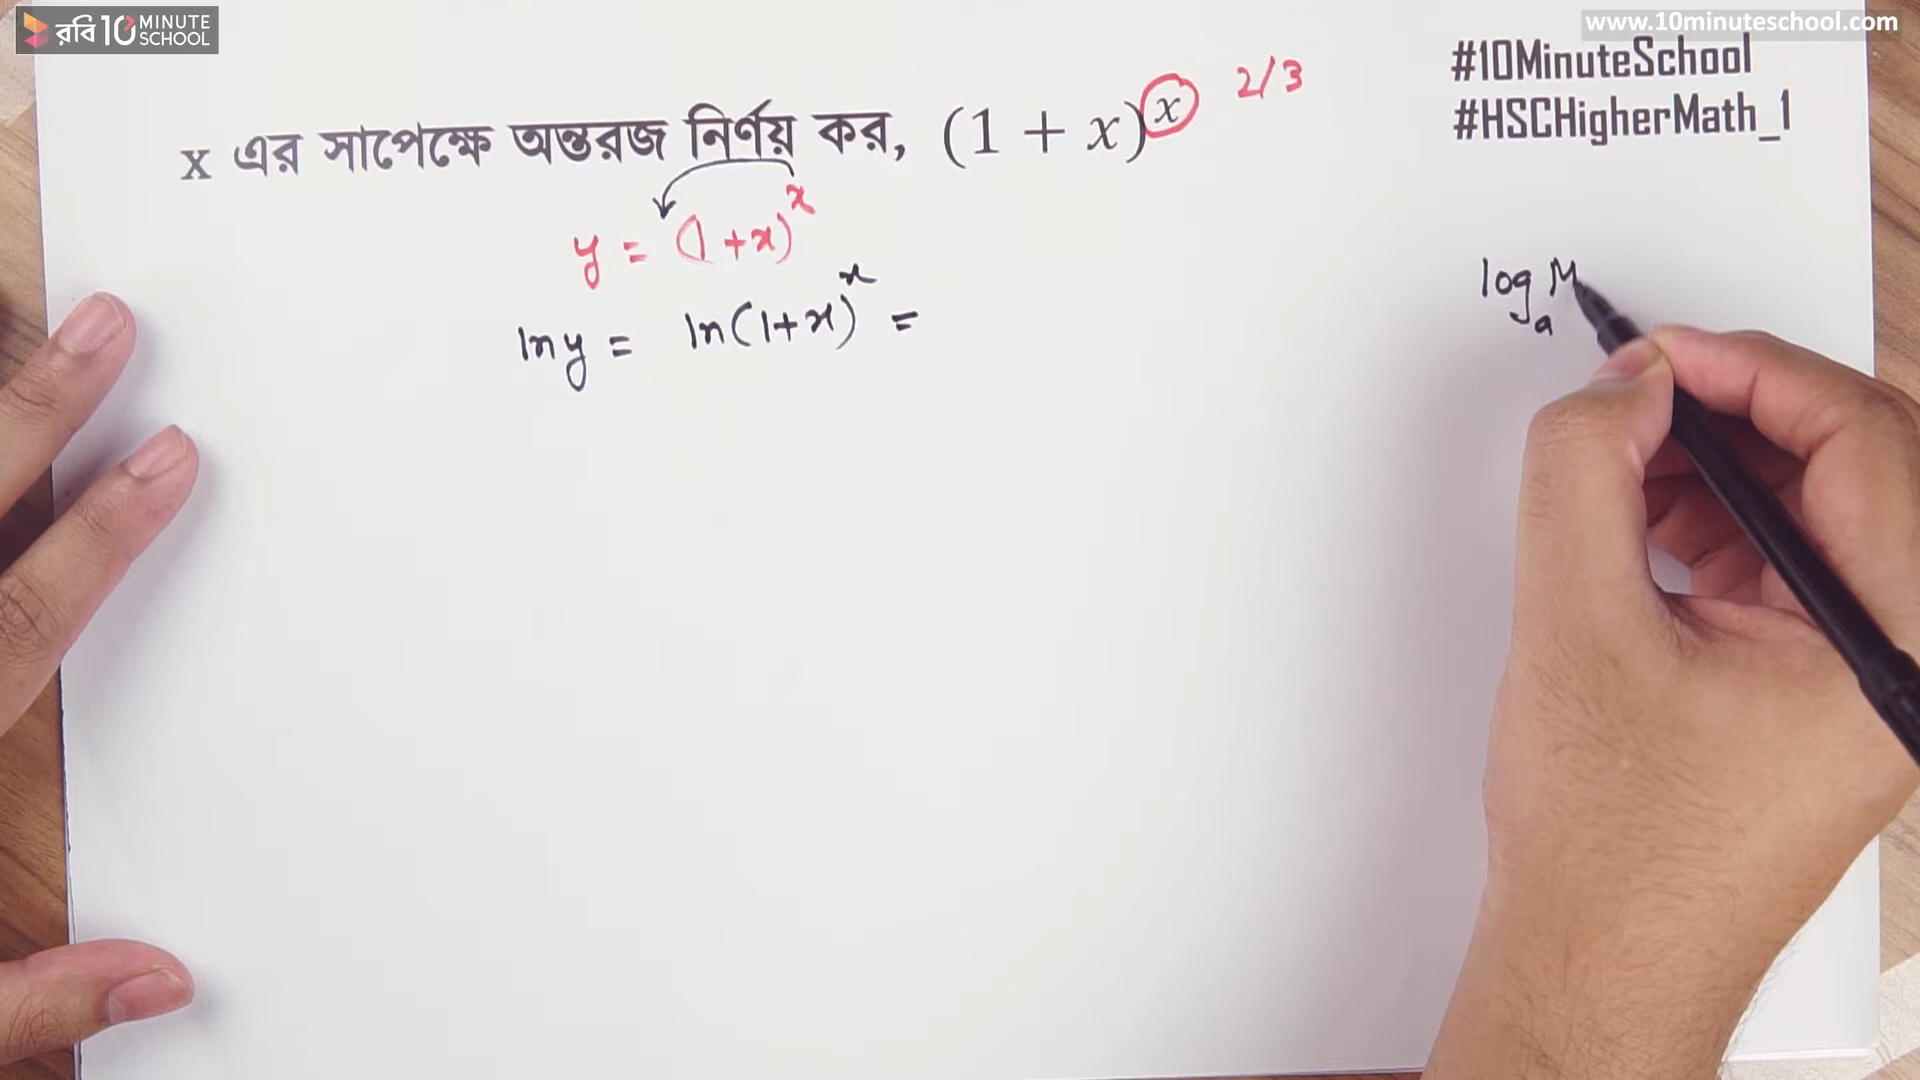 রবি 10 MINUTE SCHOOL
www.10minuteschool.com
#10MinuteSchool
#HSCHigherMath_1
x এর সাপেক্ষে অন্তরজ নির্ণয় কর, (1 + x)^x 2/3
y = (1+x)^x
ln y = ln(1+x)^x =
log_a M